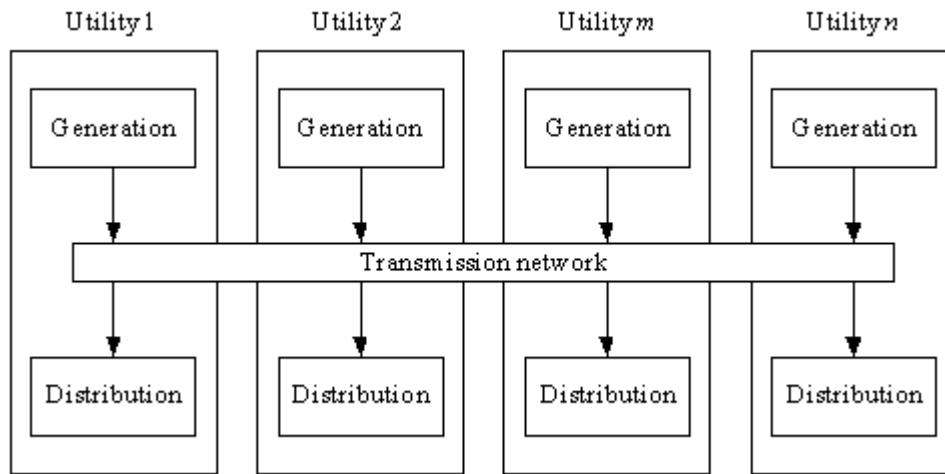 Utility 1 Utility 2 Utility m Utility n
Generation Generation Generation Generation
Transmission network
Distribution Distribution Distribution Distribution